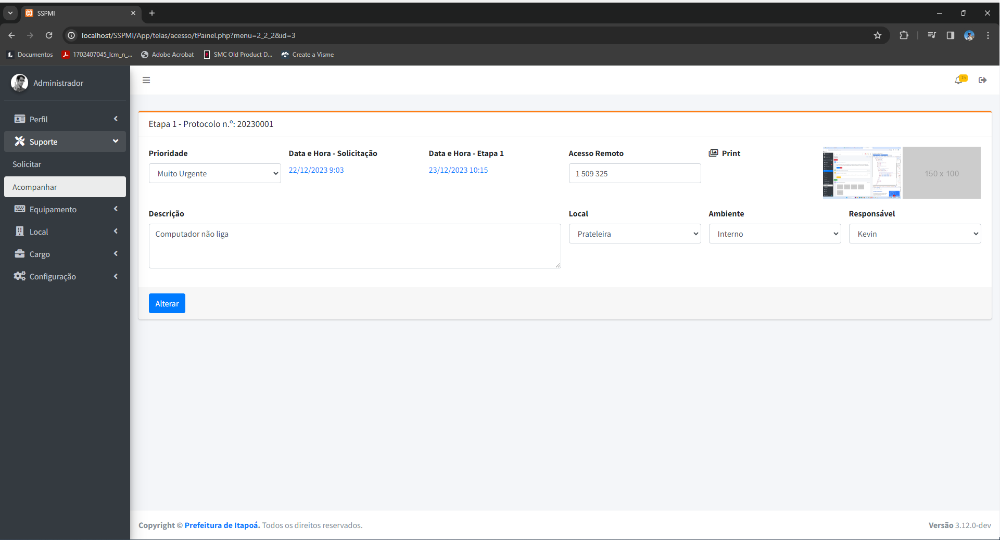 SSPMI
localhost/SSPMI/App/telas/acesso/tPainel.php?menu=2_2_2&id=3
Documentos
1702407045_lcm_n_...
Adobe Acrobat
SMC Old Product D...
Create a Visme
Administrador
15
Perfil
Suporte
Solicitar
Acompanhar
Equipamento
Local
Cargo
Configuração
Etapa 1 - Protocolo n.º: 20230001
Prioridade
Data e Hora - Solicitação
Data e Hora - Etapa 1
Acesso Remoto
Print
Muito Urgente
22/12/2023 9:03
23/12/2023 10:15
1 509 325
150 x 100
Descrição
Local
Ambiente
Responsável
Computador não liga
Prateleira
Interno
Kevin
Alterar
Copyright © Prefeitura de Itapoá. Todos os direitos reservados.
Versão 3.12.0-dev